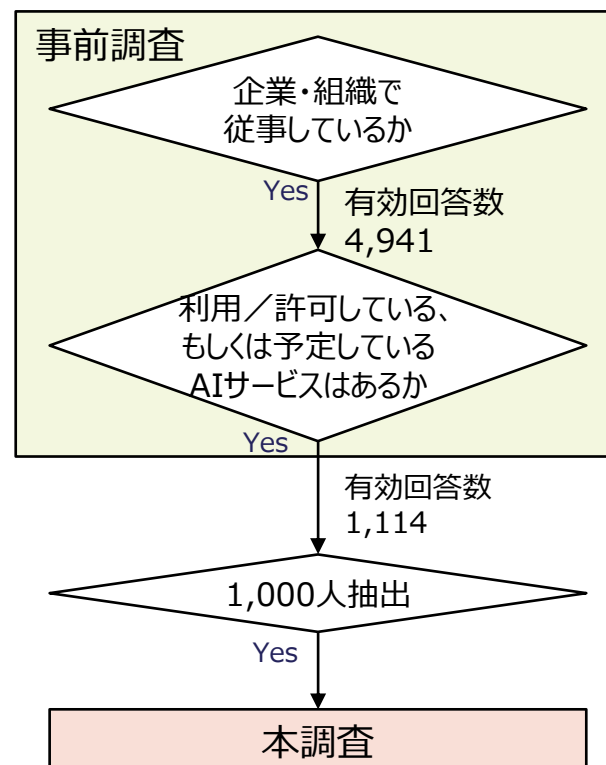 事前調査
企業・組織で
従事しているか
Yes
有効回答数
4,941
利用／許可している、
もしくは予定している
AIサービスはあるか
Yes
有効回答数
1,114
1,000人抽出
Yes
本調査